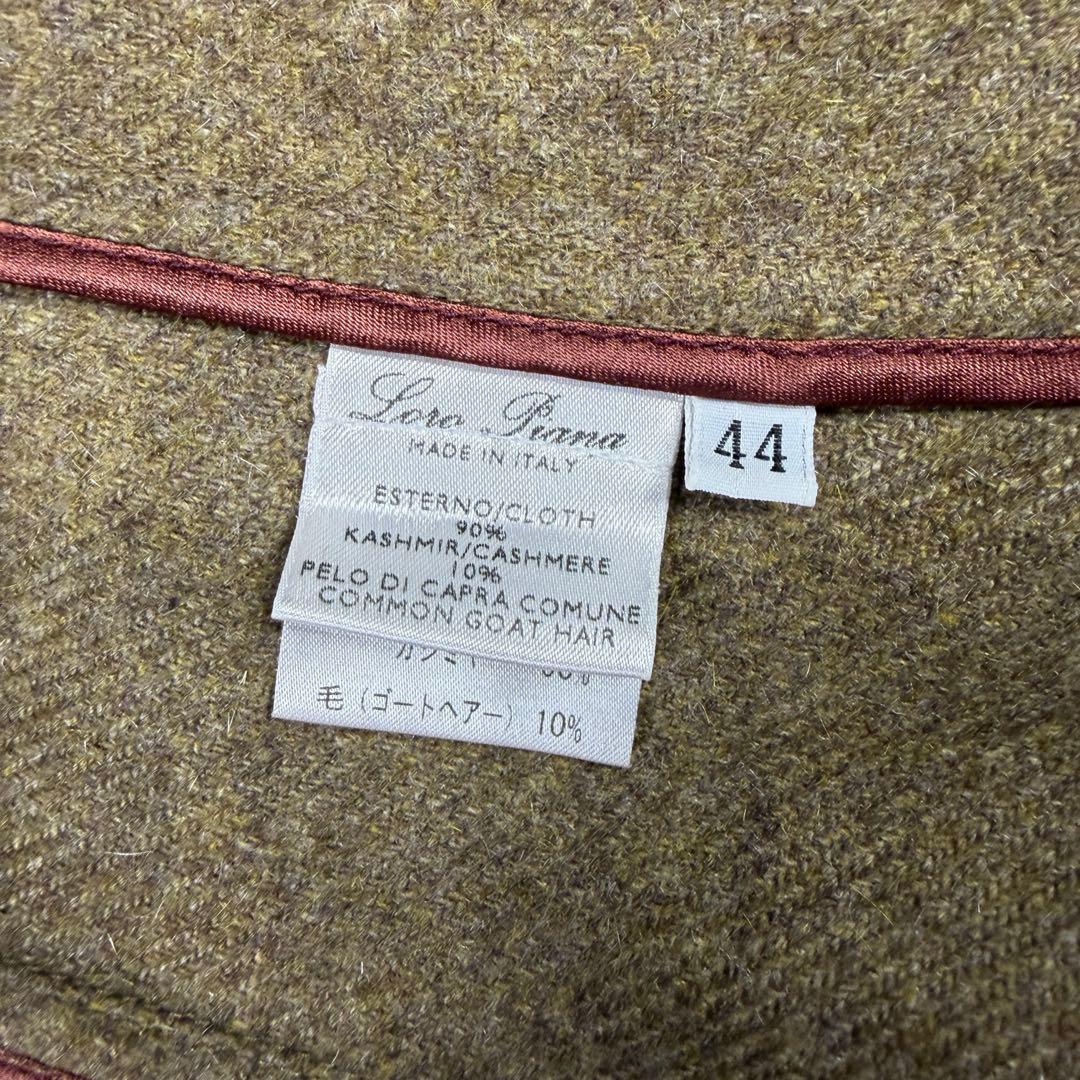 Loro Piana
MADE IN ITALY
44
ESTERNO/CLOTH
90%
KASHMIR/CASHMERE
10%
PELO DI CAPRA COMUNE
COMMON GOAT HAIR
毛 (ゴートヘアー) 10%